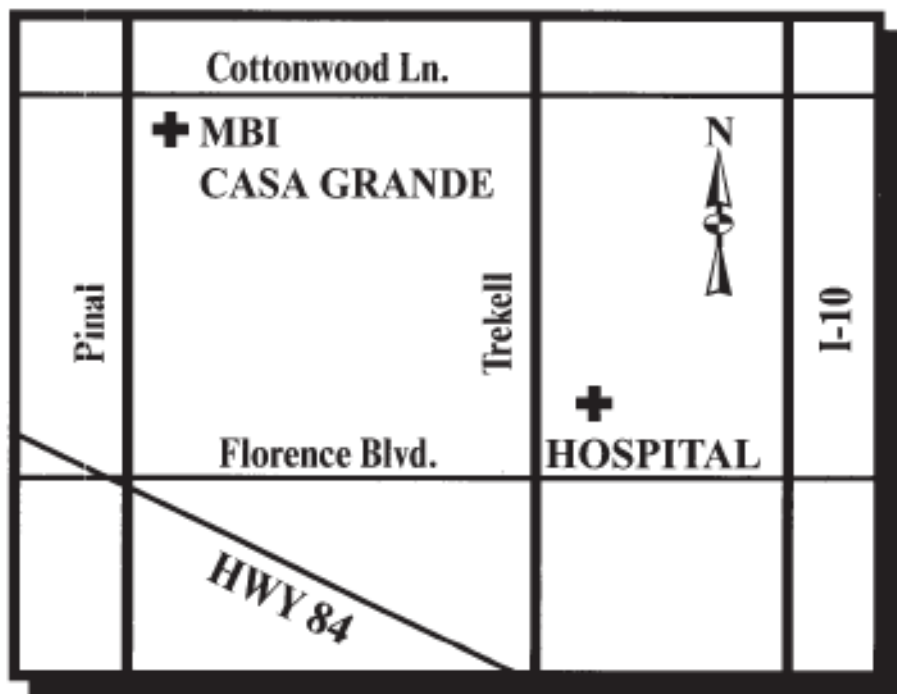 Cottonwood Ln.
MBI
CASA GRANDE
N
Pinal
Trekell
I-10
Florence Blvd.
HOSPITAL
HWY 84